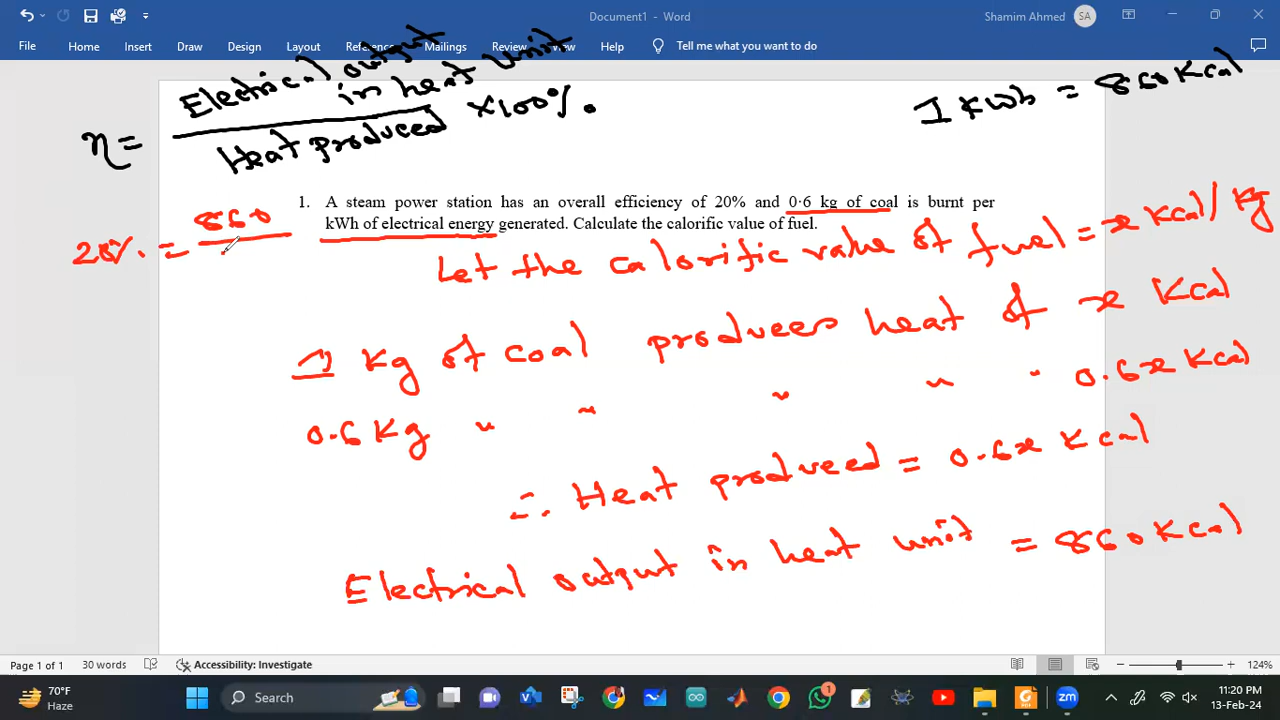 Document1 - Word
Shamim Ahmed SA
File Home Insert Draw Design Layout References Mailings Review View Help Tell me what you want to do
η = Electrical output in heat unit / Heat produced ×100%.
1 kWh = 860 Kcal
1. A steam power station has an overall efficiency of 20% and 0·6 kg of coal is burnt per
kWh of electrical energy generated. Calculate the calorific value of fuel.
20% = 860
Let the calorific value of fuel = x Kcal/Kg
1 Kg of coal produces heat of x Kcal
0.6 Kg " " " " " 0.6x Kcal
∴ Heat produced = 0.6x Kcal
Electrical output in heat unit = 860 Kcal
Page 1 of 1 30 words Accessibility: Investigate 124%
70°F
Haze
Search
zm
11:20 PM
13-Feb-24